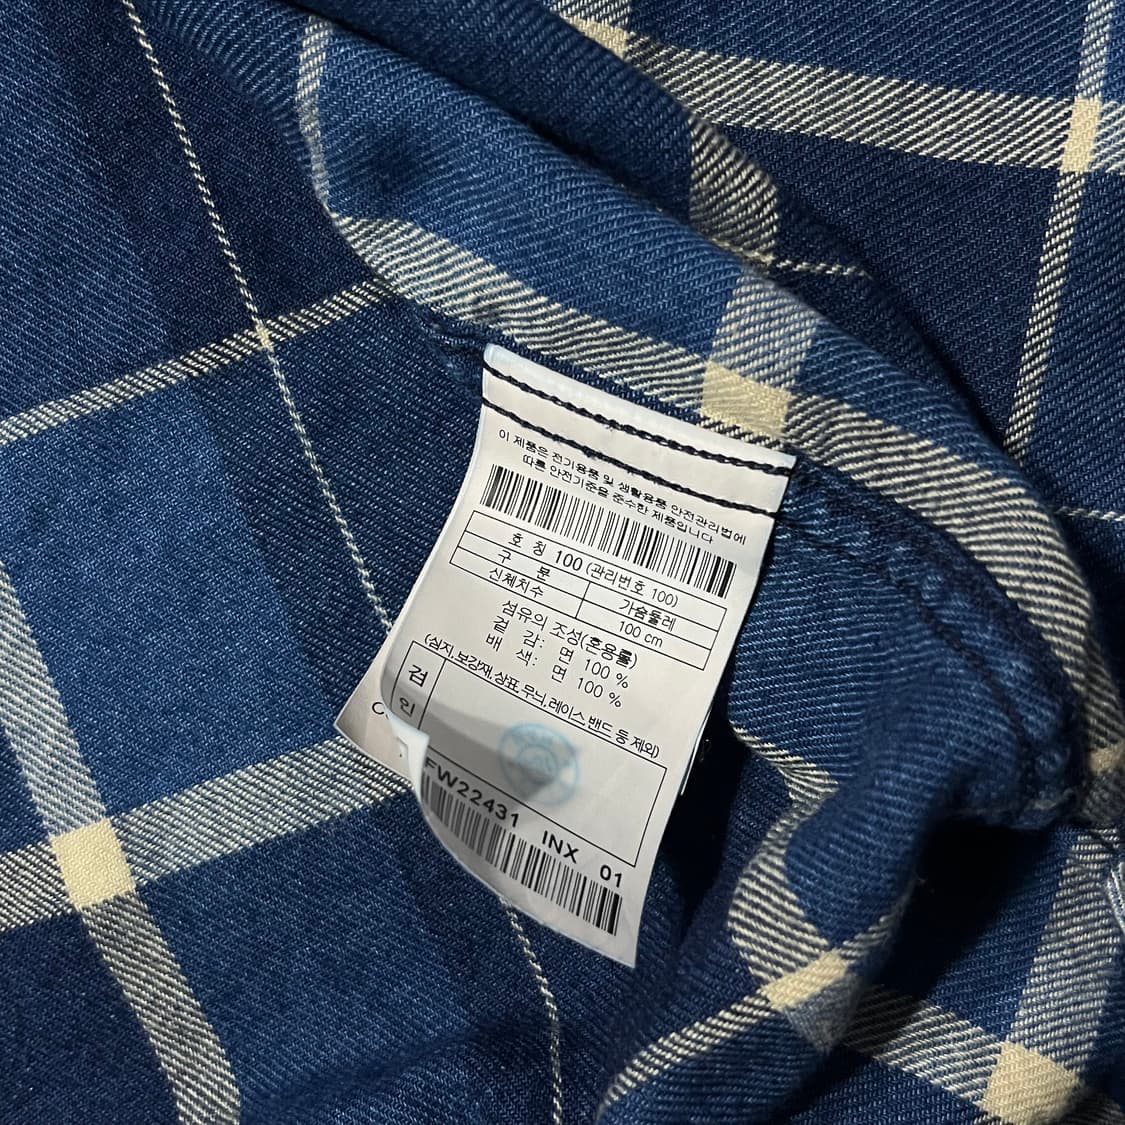 이 제품은 전기용품 및 생활용품 안전관리법에
따른 안전기준을 준수한 제품입니다
호 칭 100 (관리번호 100)
구 분 가슴둘레
신체치수 100 cm
섬유의 조성(혼용률)
겉 감: 면 100 %
배 색: 면 100 %
(심지, 보강재, 상표, 무늬, 레이스 밴드 등 제외)
검
인
FW22431 INX 01